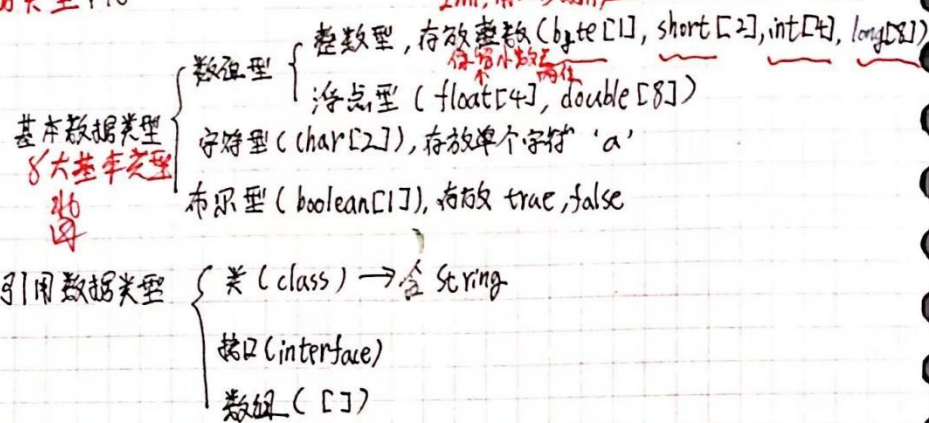 整数型,存放整数(byte[1],short[2],int[4],long[8])
数值型
保留小数点
两位
浮点型(float[4],double[8])
基本数据类型
字符型(char[2]),存放单个字符 'a'
8大基本类型
布尔型(boolean[1]),存放 true,false
引用数据类型
类(class)→含 String
接口(interface)
数组([])